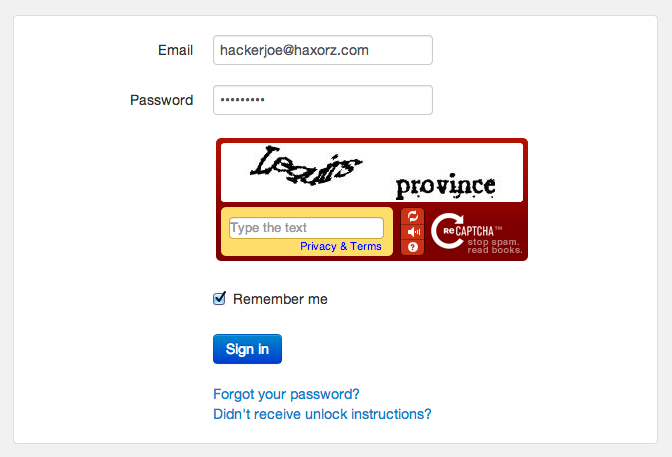 Email hackerjoe@haxorz.com
Password •••••••••
province
Type the text
Privacy & Terms
reCAPTCHA™
stop spam.
read books.
Remember me
Sign in
Forgot your password?
Didn't receive unlock instructions?